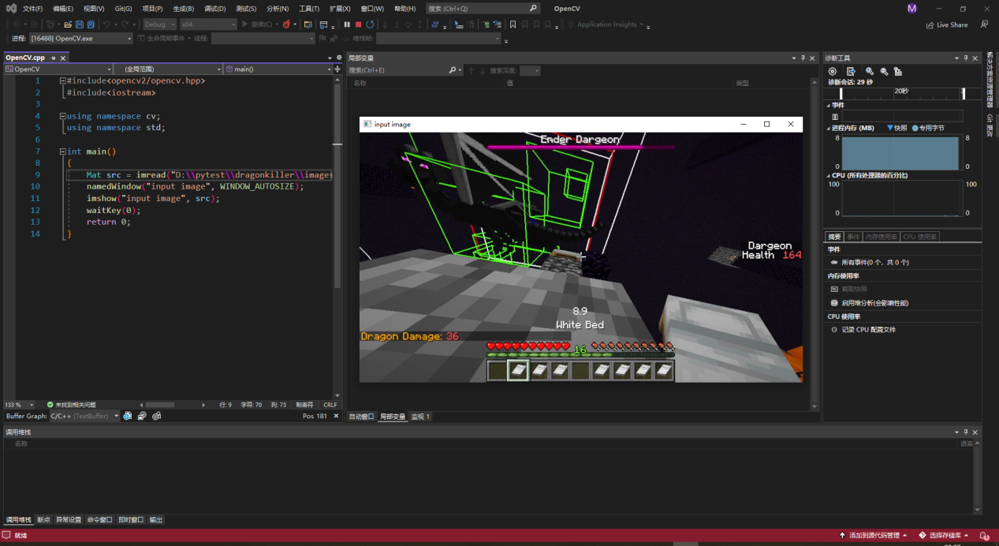 文件(F) 编辑(E) 视图(V) Git(G) 项目(P) 生成(B) 调试(D) 测试(S) 分析(N) 工具(T) 扩展(X) 窗口(W) 帮助(H) 搜索 (Ctrl+Q) OpenCV M
Debug x64 继续(C) Application Insights Live Share
进程: [16488] OpenCV.exe 生命周期事件 线程: 堆栈帧:
OpenCV.cpp
OpenCV (全局范围) main()
1 #include<opencv2/opencv.hpp>
2 #include<iostream>
3
4 using namespace cv;
5 using namespace std;
6
7 int main()
8 {
9 Mat src = imread("D:\\pytest\\dragonkiller\\images
10 namedWindow("input image", WINDOW_AUTOSIZE);
11 imshow("input image", src);
12 waitKey(0);
13 return 0;
14 }
133 % 未找到相关问题 行: 9 字符: 70 列: 73 制表符 CRLF
Buffer Graph: C/C++ (TextBuffer) Pos 181
局部变量
搜索(Ctrl+E) 搜索深度:
名称 值 类型
input image
Ender Dargeon
Dargeon
Health 164
8.9
White Bed
Dragon Damage: 36
16
自动窗口 局部变量 监视 1
诊断工具
诊断会话: 29 秒
20秒
事件
进程内存 (MB) 快照 专用字节
8 8
0 0
CPU (所有处理器的百分比)
100 100
0 0
摘要 事件 内存使用率 CPU 使用率
事件
所有事件(0 个，共 0 个)
内存使用率
截取快照
启用堆分析(会影响性能)
CPU 使用率
记录 CPU 配置文件
解决方案资源管理器
Git 更改
调用堆栈
名称 语言
调用堆栈 断点 异常设置 命令窗口 即时窗口 输出
就绪 添加到源代码管理 选择存储库 1